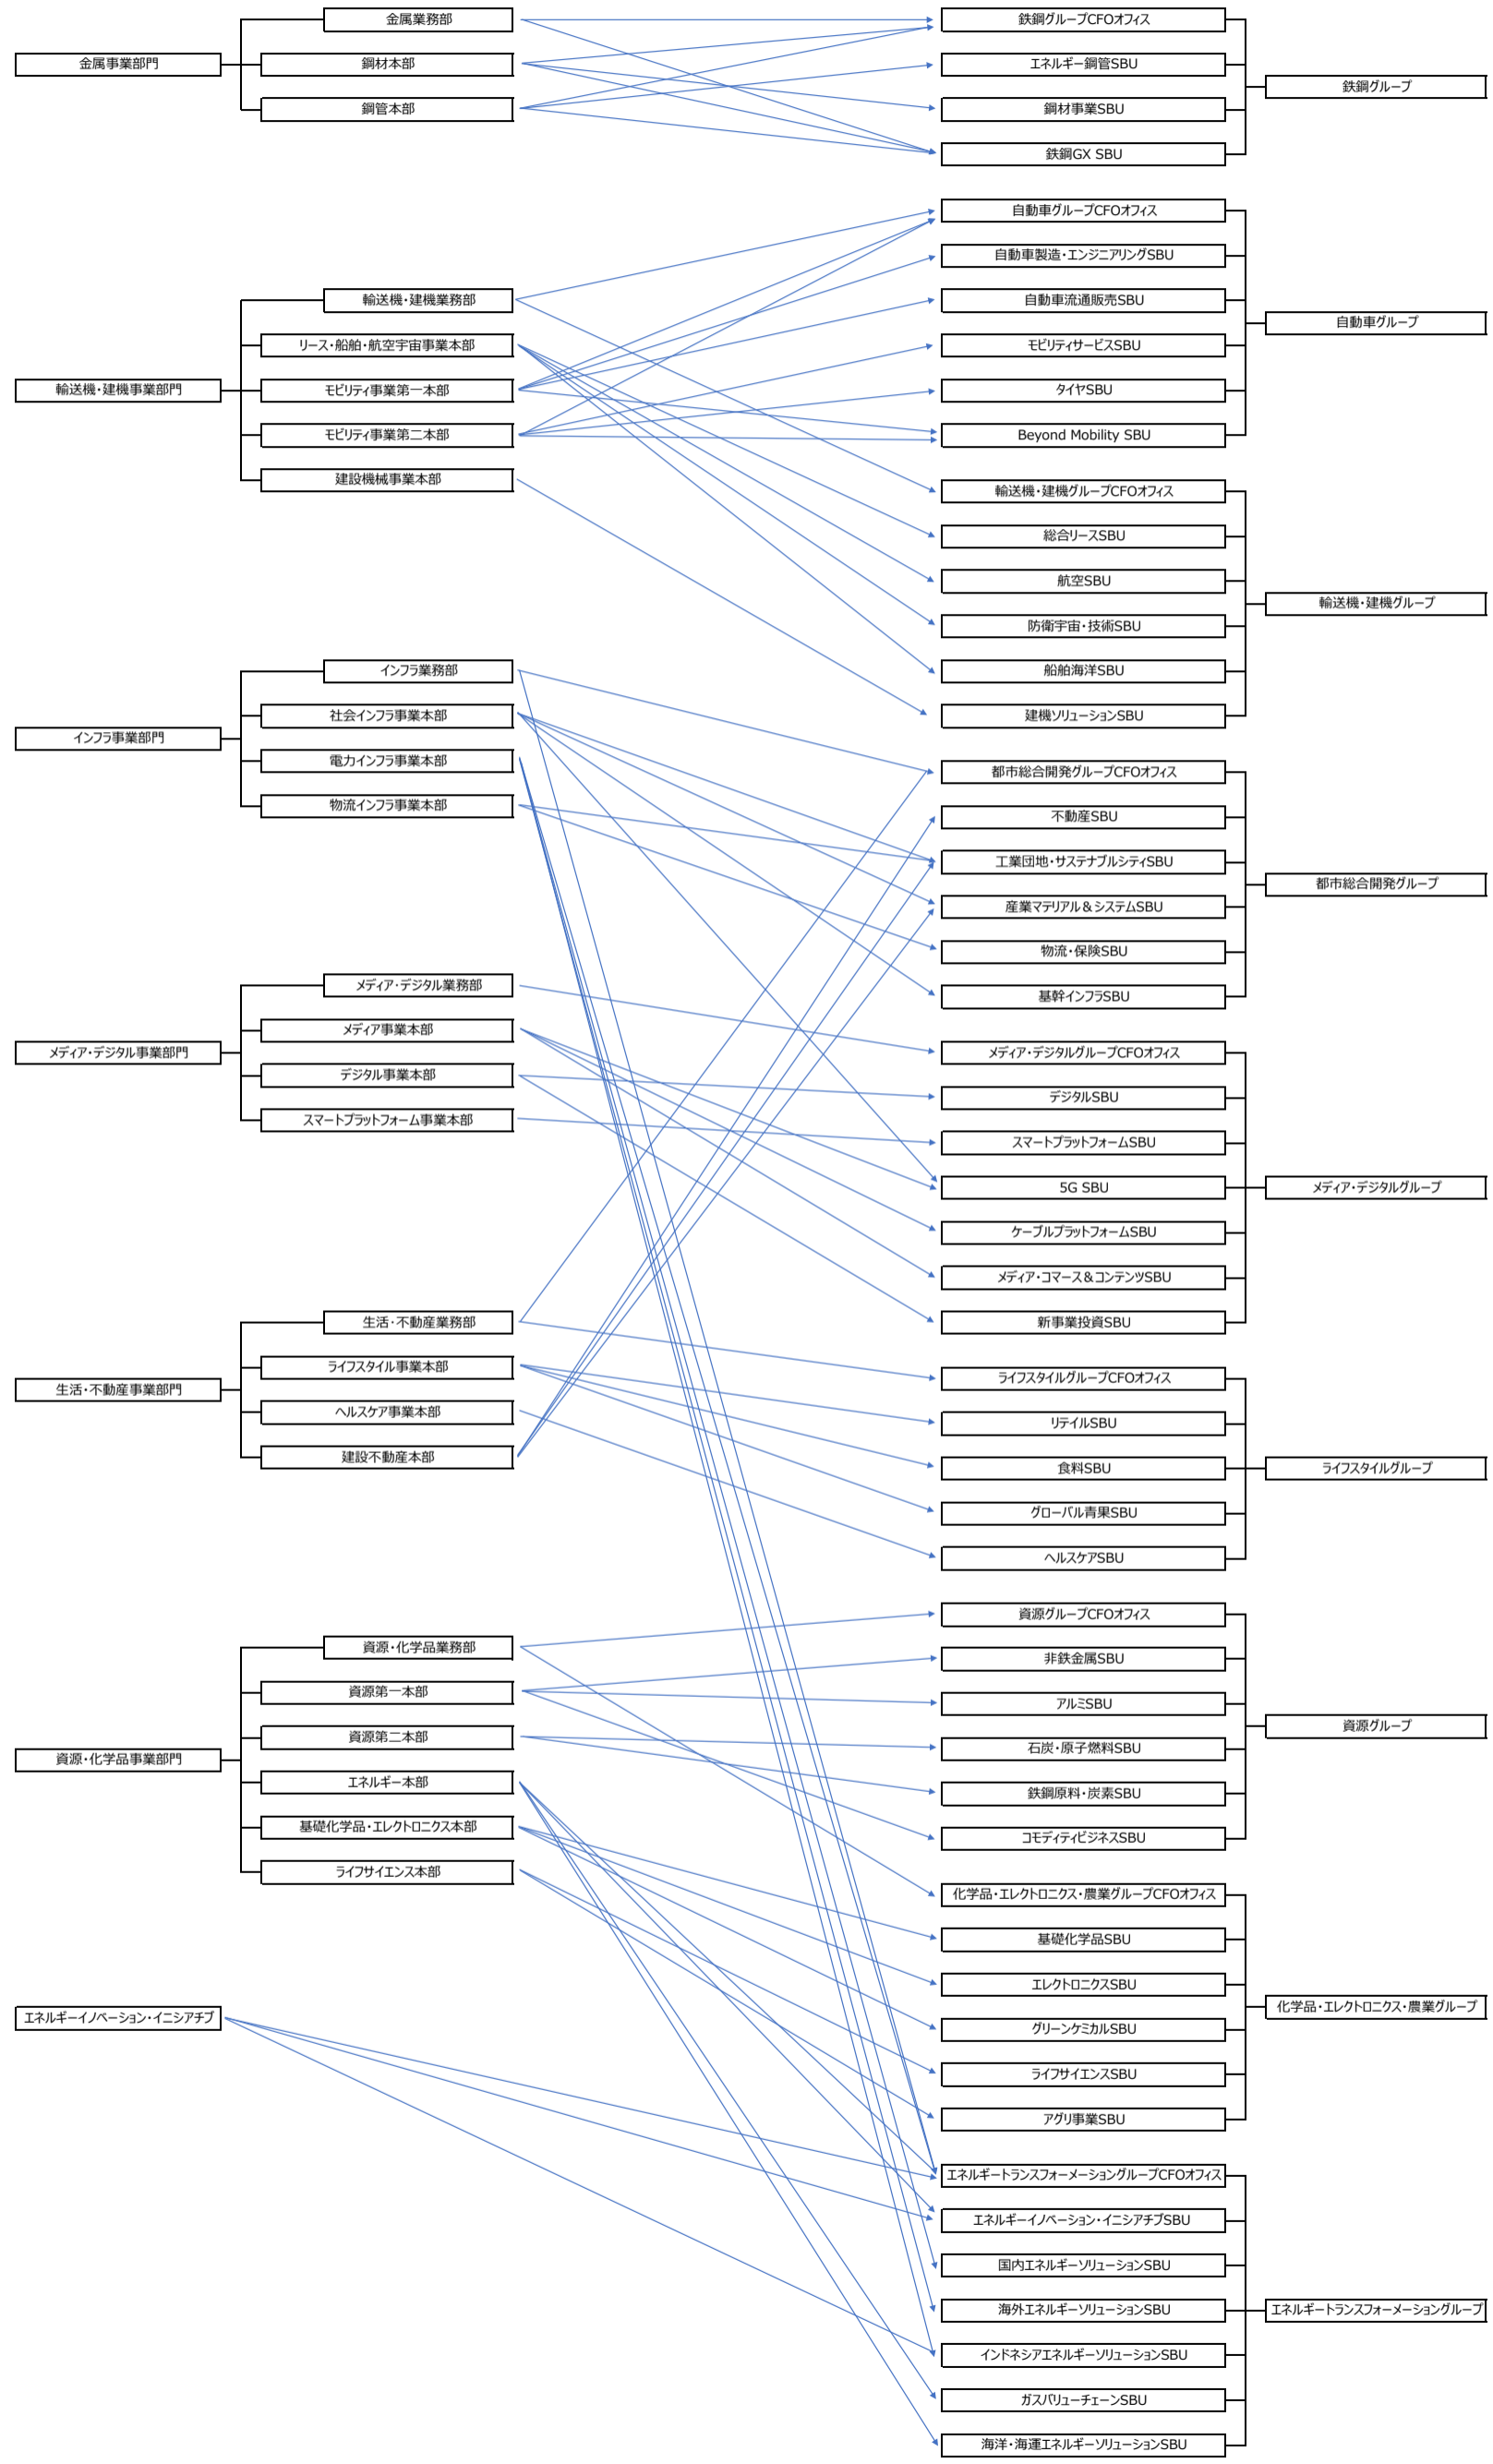 金属事業部門
金属業務部
鋼材本部
鋼管本部
鉄鋼グループCFOオフィス
エネルギー鋼管SBU
鋼材事業SBU
鉄鋼GX SBU
鉄鋼グループ
輸送機・建機事業部門
輸送機・建機業務部
リース・船舶・航空宇宙事業本部
モビリティ事業第一本部
モビリティ事業第二本部
建設機械事業本部
自動車グループCFOオフィス
自動車製造・エンジニアリングSBU
自動車流通販売SBU
モビリティサービスSBU
タイヤSBU
Beyond Mobility SBU
自動車グループ
輸送機・建機グループCFOオフィス
総合リースSBU
航空SBU
防衛宇宙・技術SBU
船舶海洋SBU
建機ソリューションSBU
輸送機・建機グループ
インフラ事業部門
インフラ業務部
社会インフラ事業本部
電力インフラ事業本部
物流インフラ事業本部
都市総合開発グループCFOオフィス
不動産SBU
工業団地・サステナブルシティSBU
産業マテリアル＆システムSBU
物流・保険SBU
基幹インフラSBU
都市総合開発グループ
メディア・デジタル事業部門
メディア・デジタル業務部
メディア事業本部
デジタル事業本部
スマートプラットフォーム事業本部
メディア・デジタルグループCFOオフィス
デジタルSBU
スマートプラットフォームSBU
5G SBU
ケーブルプラットフォームSBU
メディア・コマース＆コンテンツSBU
新事業投資SBU
メディア・デジタルグループ
生活・不動産事業部門
生活・不動産業務部
ライフスタイル事業本部
ヘルスケア事業本部
建設不動産本部
ライフスタイルグループCFOオフィス
リテイルSBU
食料SBU
グローバル青果SBU
ヘルスケアSBU
ライフスタイルグループ
資源・化学品事業部門
資源・化学品業務部
資源第一本部
資源第二本部
エネルギー本部
基礎化学品・エレクトロニクス本部
ライフサイエンス本部
資源グループCFOオフィス
非鉄金属SBU
アルミSBU
石炭・原子燃料SBU
鉄鋼原料・炭素SBU
コモディティビジネスSBU
資源グループ
化学品・エレクトロニクス・農業グループCFOオフィス
基礎化学品SBU
エレクトロニクスSBU
グリーンケミカルSBU
ライフサイエンスSBU
アグリ事業SBU
化学品・エレクトロニクス・農業グループ
エネルギーイノベーション・イニシアチブ
エネルギートランスフォーメーショングループCFOオフィス
エネルギーイノベーション・イニシアチブSBU
国内エネルギーソリューションSBU
海外エネルギーソリューションSBU
インドネシアエネルギーソリューションSBU
ガスバリューチェーンSBU
海洋・海運エネルギーソリューションSBU
エネルギートランスフォーメーショングループ